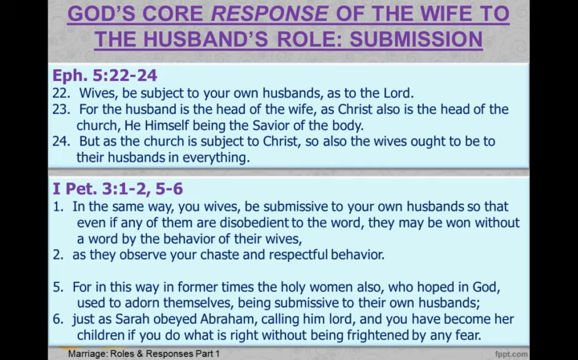 GOD'S CORE RESPONSE OF THE WIFE TO
THE HUSBAND'S ROLE: SUBMISSION
Eph. 5:22-24
22. Wives, be subject to your own husbands, as to the Lord.
23. For the husband is the head of the wife, as Christ also is the head of the
church, He Himself being the Savior of the body.
24. But as the church is subject to Christ, so also the wives ought to be to
their husbands in everything.
I Pet. 3:1-2, 5-6
1. In the same way, you wives, be submissive to your own husbands so that
even if any of them are disobedient to the word, they may be won without
a word by the behavior of their wives,
2. as they observe your chaste and respectful behavior.
5. For in this way in former times the holy women also, who hoped in God,
used to adorn themselves, being submissive to their own husbands;
6. just as Sarah obeyed Abraham, calling him lord, and you have become her
children if you do what is right without being frightened by any fear.
Marriage: Roles & Responses Part 1
fppt.com